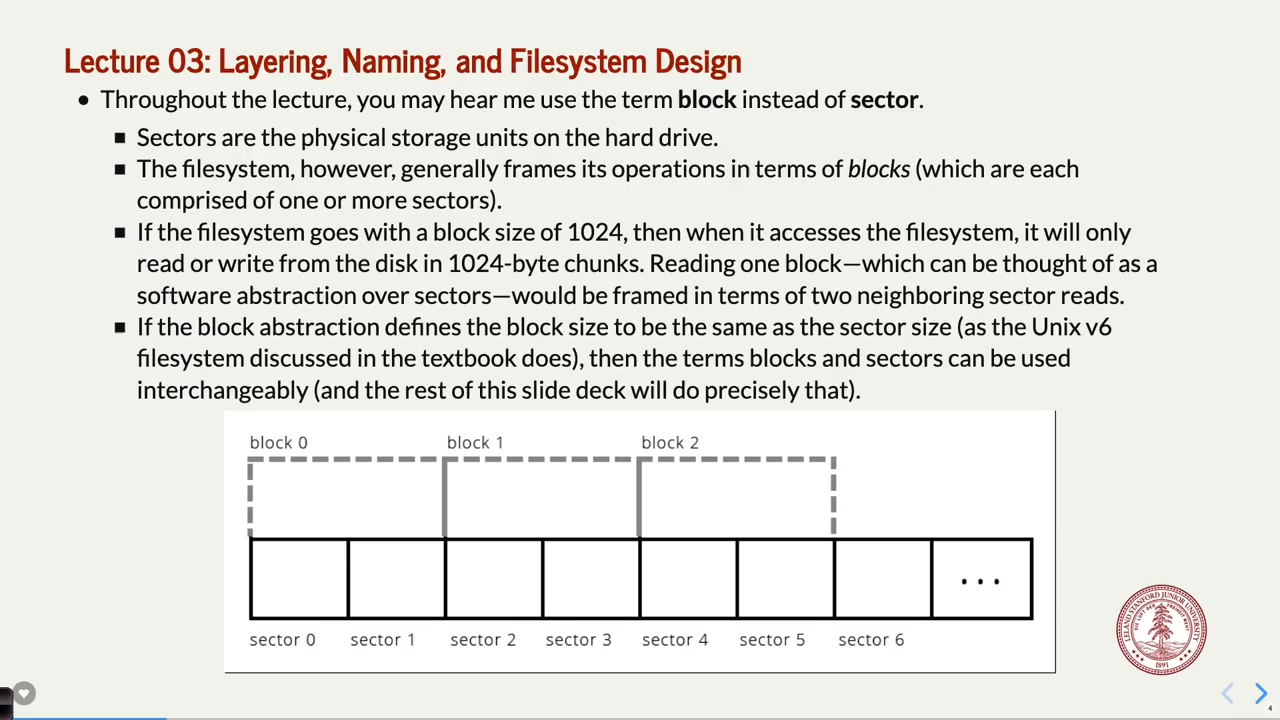 Lecture 03: Layering, Naming, and Filesystem Design
• Throughout the lecture, you may hear me use the term block instead of sector.
▪ Sectors are the physical storage units on the hard drive.
▪ The filesystem, however, generally frames its operations in terms of blocks (which are each
comprised of one or more sectors).
▪ If the filesystem goes with a block size of 1024, then when it accesses the filesystem, it will only
read or write from the disk in 1024-byte chunks. Reading one block—which can be thought of as a
software abstraction over sectors—would be framed in terms of two neighboring sector reads.
▪ If the block abstraction defines the block size to be the same as the sector size (as the Unix v6
filesystem discussed in the textbook does), then the terms blocks and sectors can be used
interchangeably (and the rest of this slide deck will do precisely that).
block 0 block 1 block 2
...
sector 0 sector 1 sector 2 sector 3 sector 4 sector 5 sector 6
LELAND STANFORD JUNIOR UNIVERSITY
1891
4